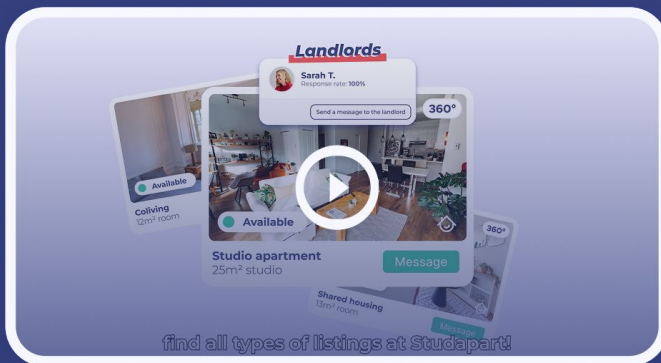 Landlords
Sarah T.
Response rate: 100%
Send a message to the landlord
360°
Available
Coliving
12m² room
Available
Studio apartment
25m² studio
Message
360°
Shared housing
13m² room
Message
find all types of listings at Studapart!